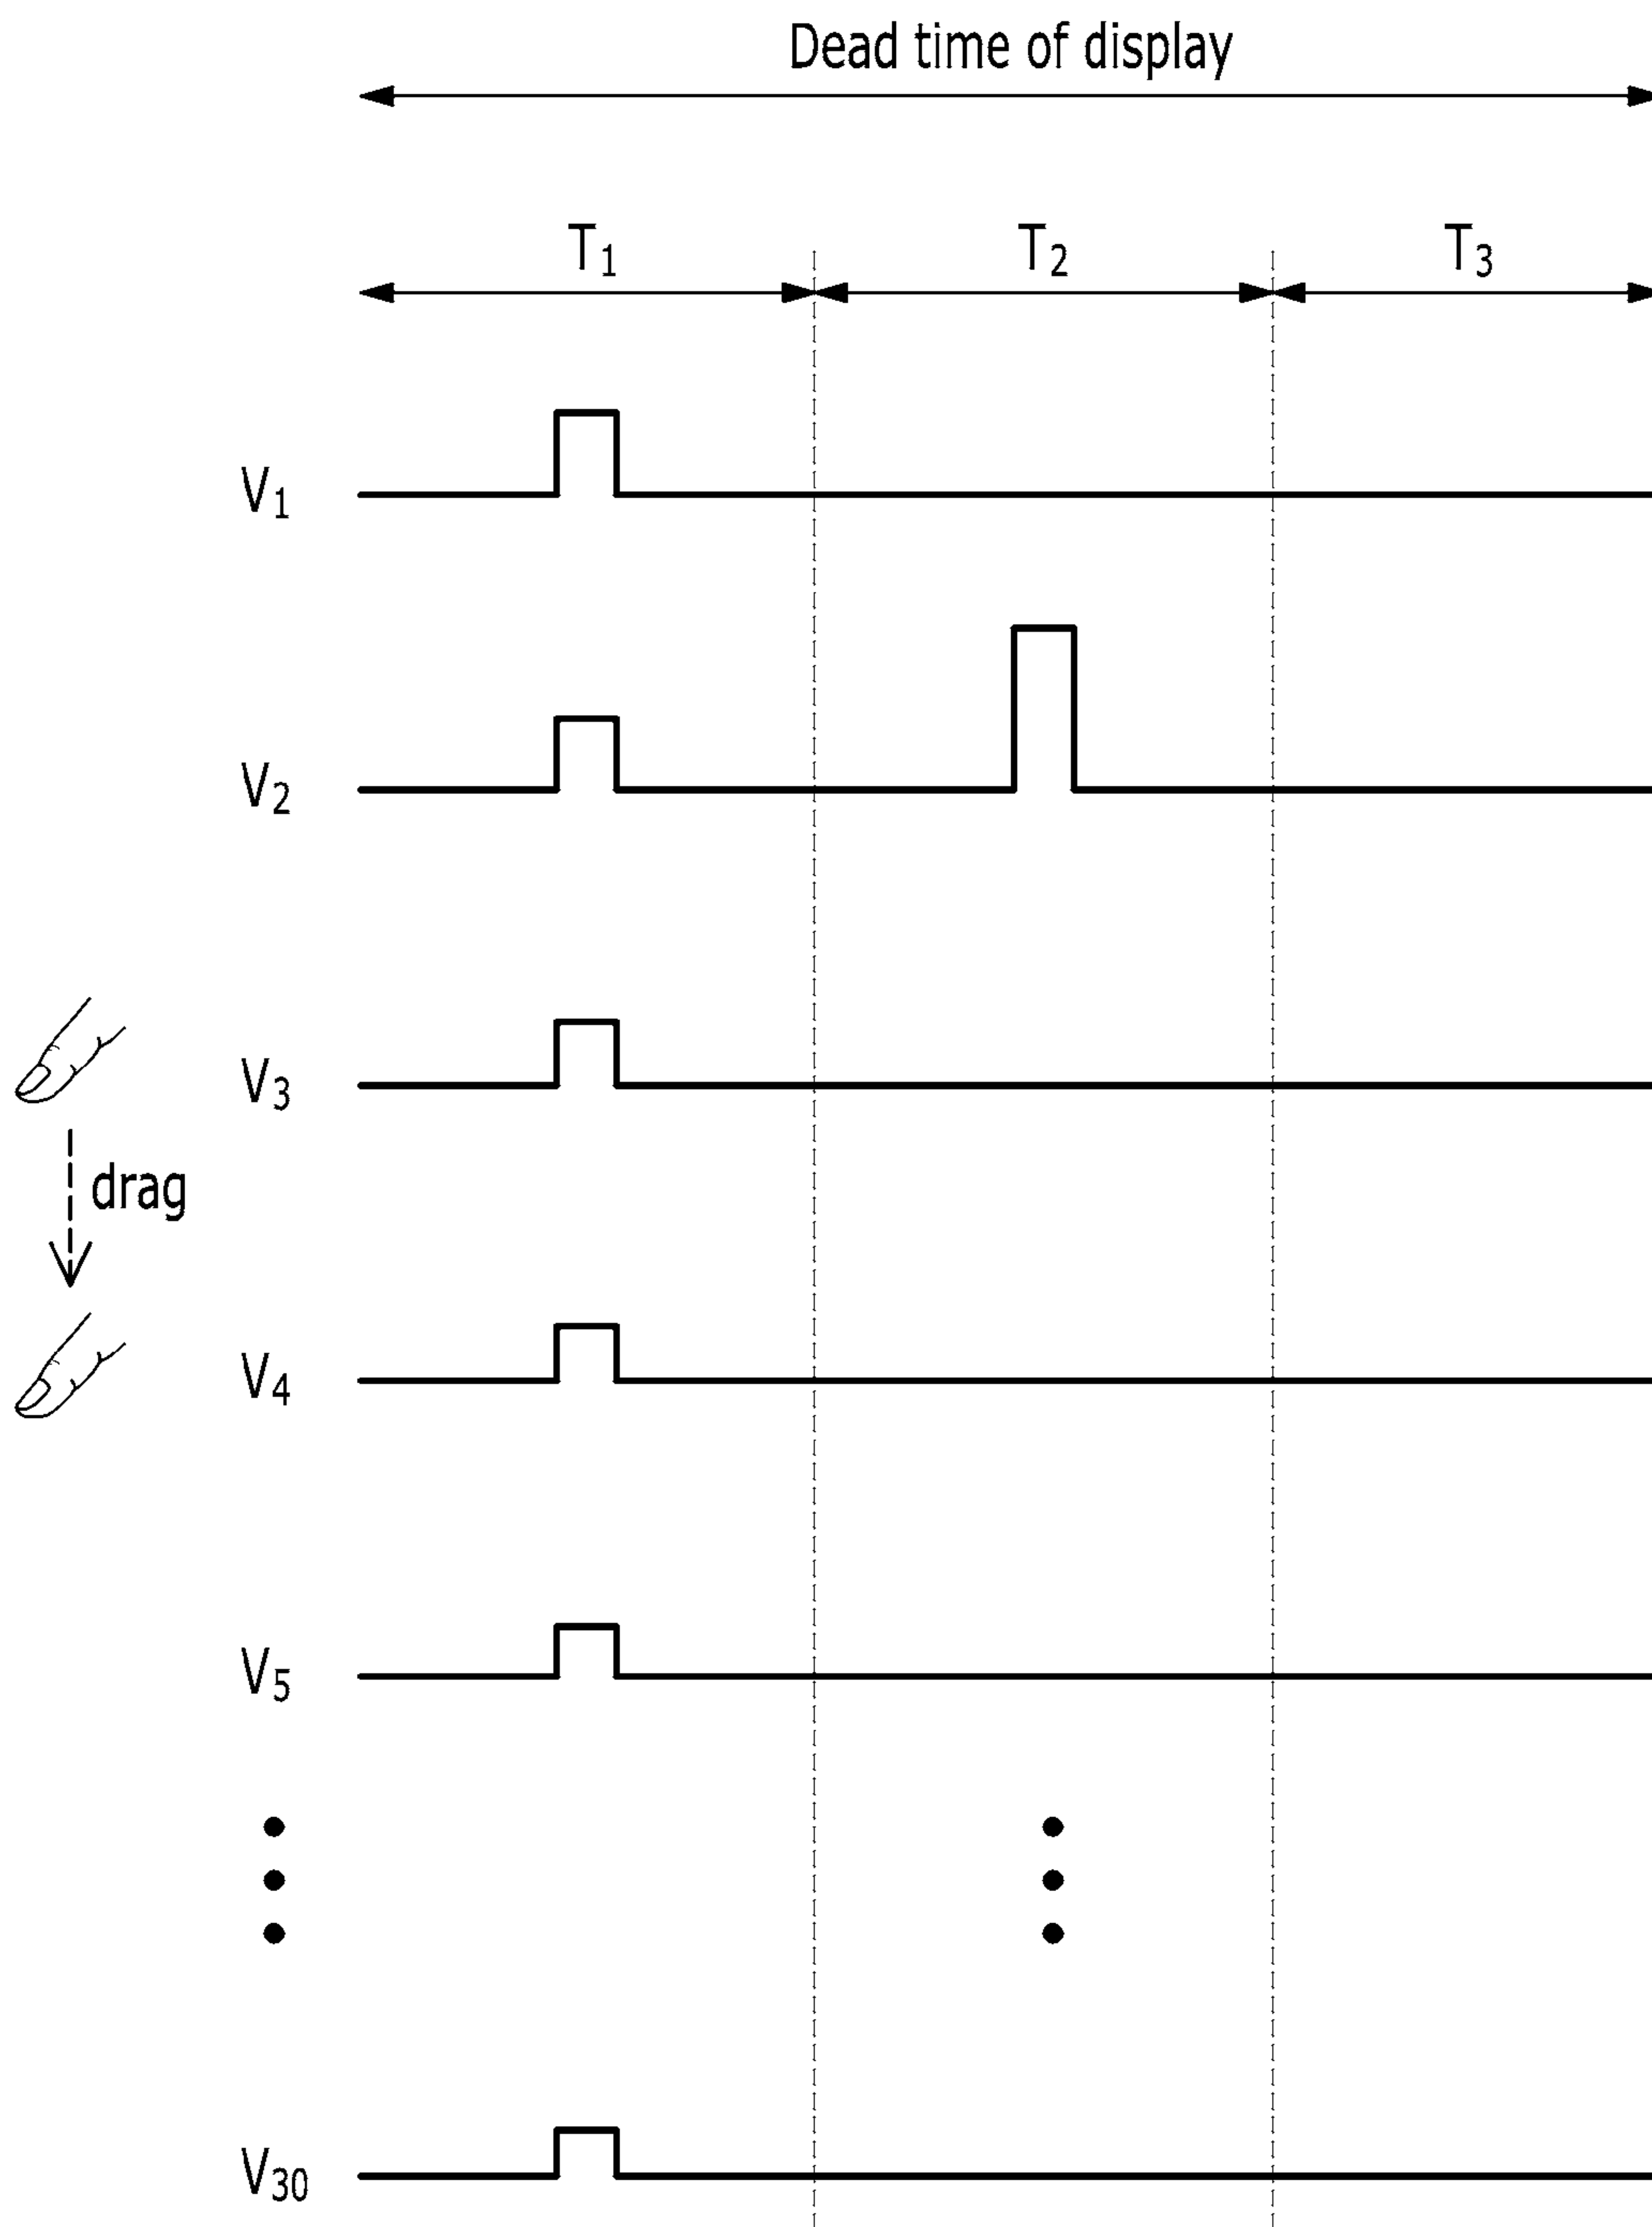 Dead time of display
T₁ T₂ T₃
V₁
V₂
V₃
drag
V₄
V₅
V₃₀